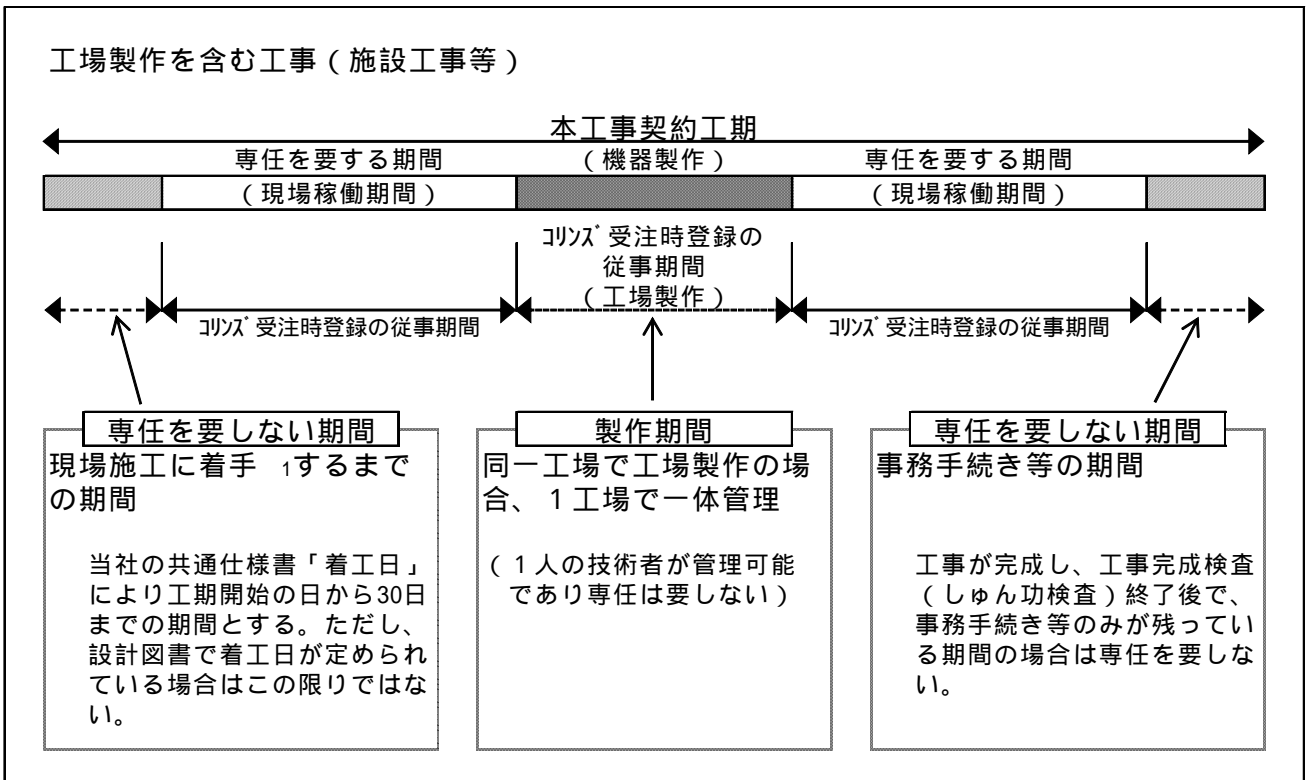 工場製作を含む工事(施設工事等)
本工事契約工期
専任を要する期間
(機器製作)
専任を要する期間
(現場稼働期間)
(現場稼働期間)
コリンズ受注時登録の
従事期間
(工場製作)
コリンズ受注時登録の従事期間
コリンズ受注時登録の従事期間
専任を要しない期間
現場施工に着手 1するまで
の期間
当社の共通仕様書「着工日」
により工期開始の日から30日
までの期間とする。ただし、
設計図書で着工日が定められ
ている場合はこの限りではな
い。
製作期間
同一工場で工場製作の場
合、1工場で一体管理
(1人の技術者が管理可能
であり専任は要しない)
専任を要しない期間
事務手続き等の期間
工事が完成し、工事完成検査
(しゅん功検査)終了後で、
事務手続き等のみが残ってい
る期間の場合は専任を要しな
い。